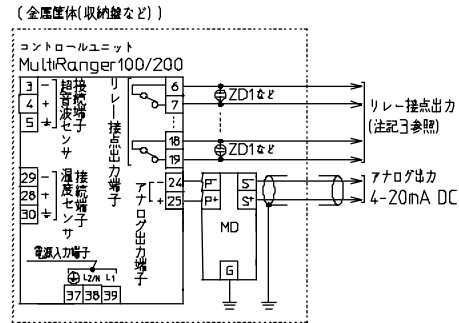 (金属筐体(収納盤など))
コントロールユニット
MultiRanger100/200
3 −
4 +
5
超音波センサ
接続端子
リレー接点出力端子
6
7
18
19
ZD1など
ZD1など
リレー接点出力
(注記3参照)
29 −
28 +
30
温度センサ
接続端子
アナログ出力端子
− 24
+ 25
P− S−
P+ S+
MD
G
アナログ出力
4-20mA DC
電源入力端子
L2/N L1
37 38 39